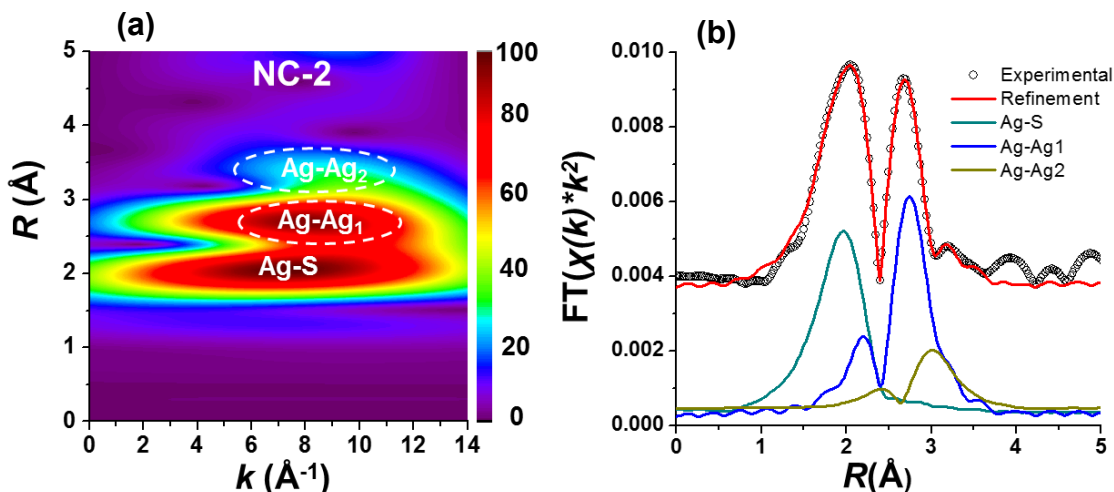 (a)
NC-2
Ag-Ag₂
Ag-Ag₁
Ag-S
R (Å)
5
4
3
2
1
0
0 2 4 6 8 10 12 14
k (Å⁻¹)
100
80
60
40
20
0
(b)
Experimental
Refinement
Ag-S
Ag-Ag1
Ag-Ag2
FT(χ(k)*k²)
0.010
0.008
0.006
0.004
0.002
0.000
0 1 2 3 4 5
R(Å)